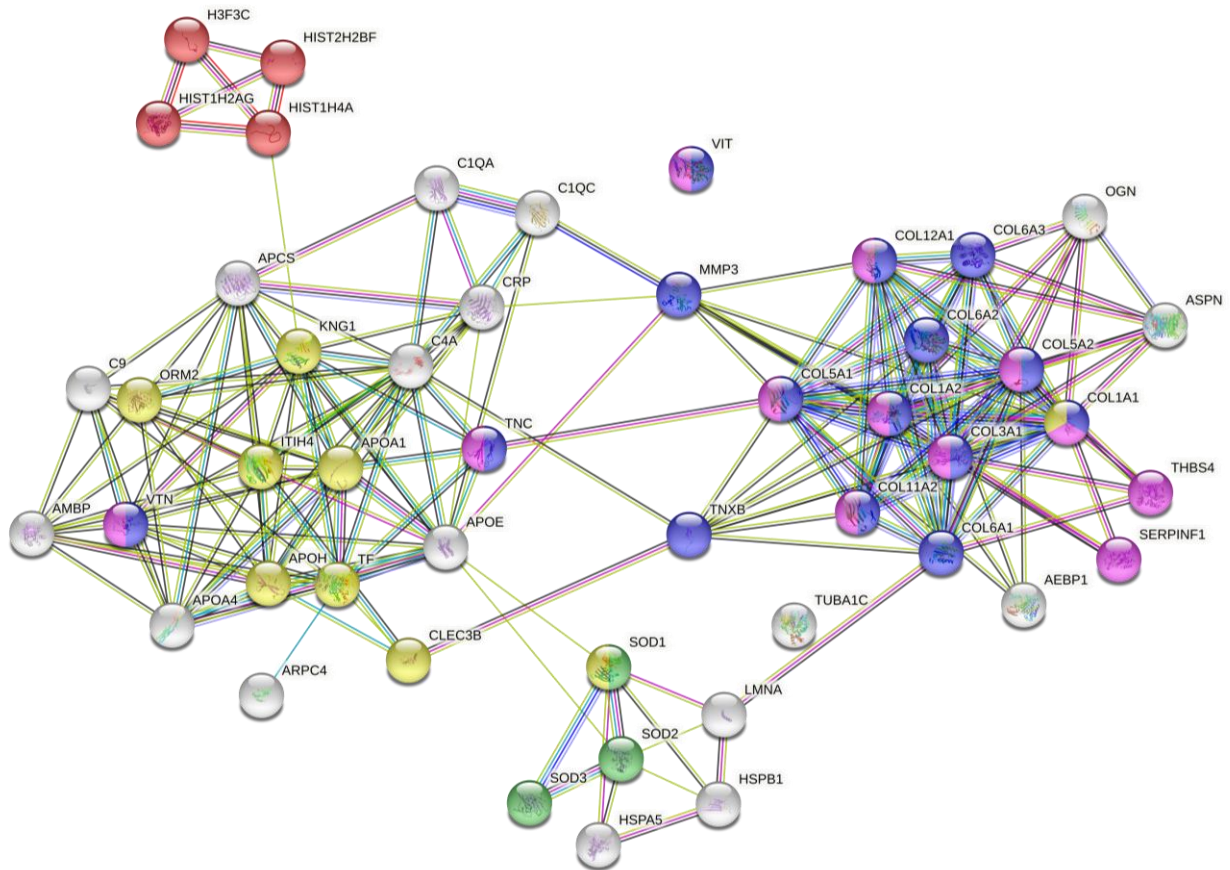 H3F3C
HIST2H2BF
HIST1H2AG
HIST1H4A
VIT
C1QA
C1QC
OGN
COL12A1
COL6A3
APCS
MMP3
CRP
ASPN
COL6A2
KNG1
C4A
COL5A2
C9
ORM2
COL5A1
COL1A2
COL1A1
TNC
COL3A1
ITIH4
APOA1
THBS4
COL11A2
AMBP
VTN
TNXB
COL6A1
SERPINF1
APOE
APOH
TF
AEBP1
APOA4
TUBA1C
CLEC3B
SOD1
ARPC4
LMNA
SOD2
SOD3
HSPB1
HSPA5